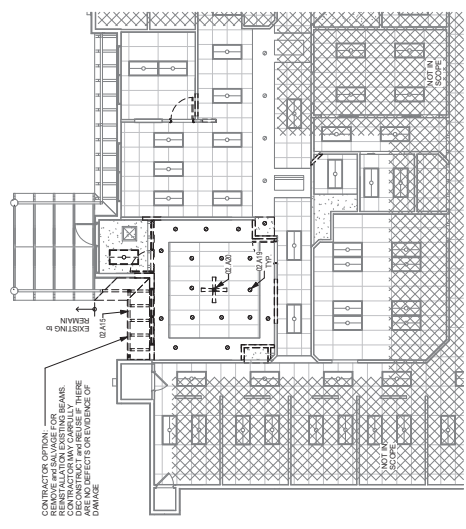 CONTRACTOR OPTION:
REMOVE and SALVAGE FOR
REINSTALLATION EXISTING BEAMS.
CONTRACTOR MAY CARFULLY
DECONSTRUCT and REUSE IF THERE
ARE NO DEFECTS OR EVIDENCE OF
DAMAGE
EXISTING to
REMAIN
02 A15
02 A20
02 A19
TYP.
NOT IN
SCOPE
NOT IN
SCOPE